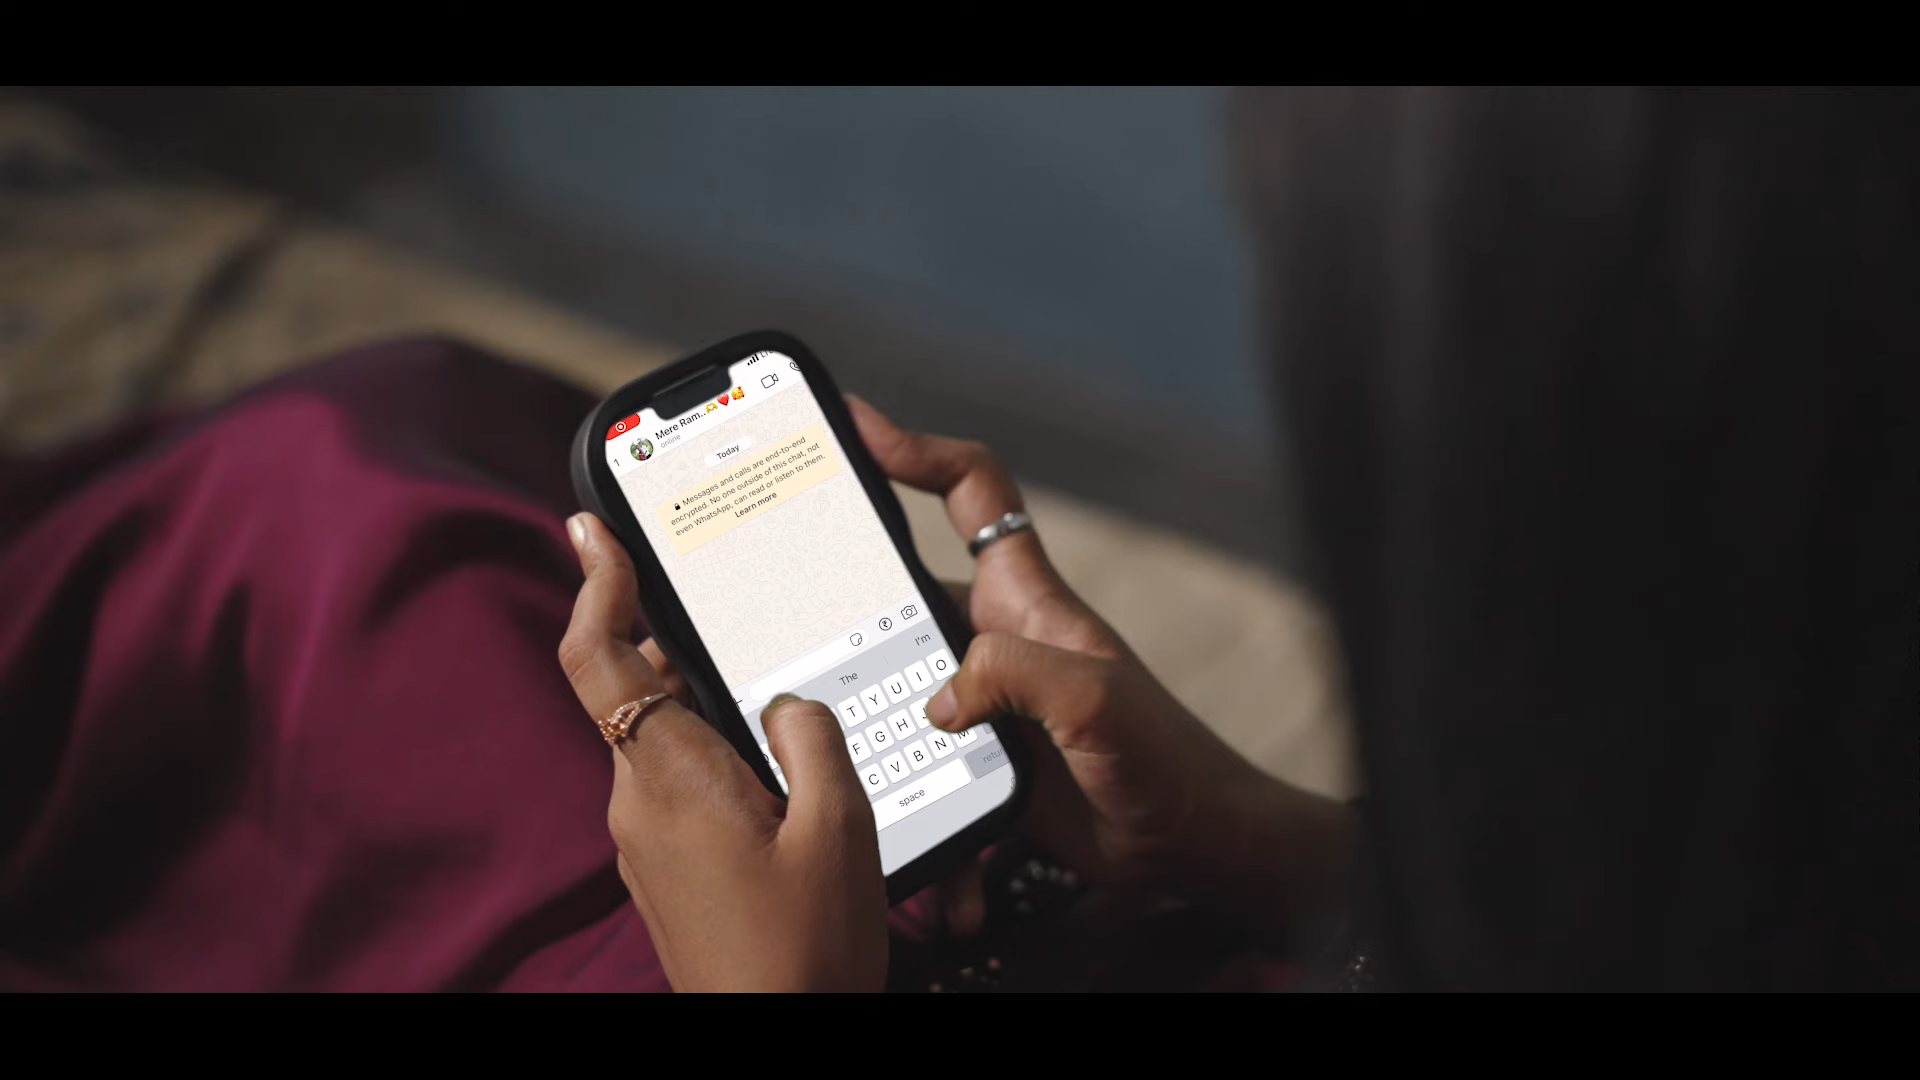 Mere Ram..🫶❤️🥰
online
1
Today
🔒 Messages and calls are end-to-end
encrypted. No one outside of this chat, not
even WhatsApp, can read or listen to them.
Learn more
The
I'm
T Y U I O
F G H J
C V B N M
space